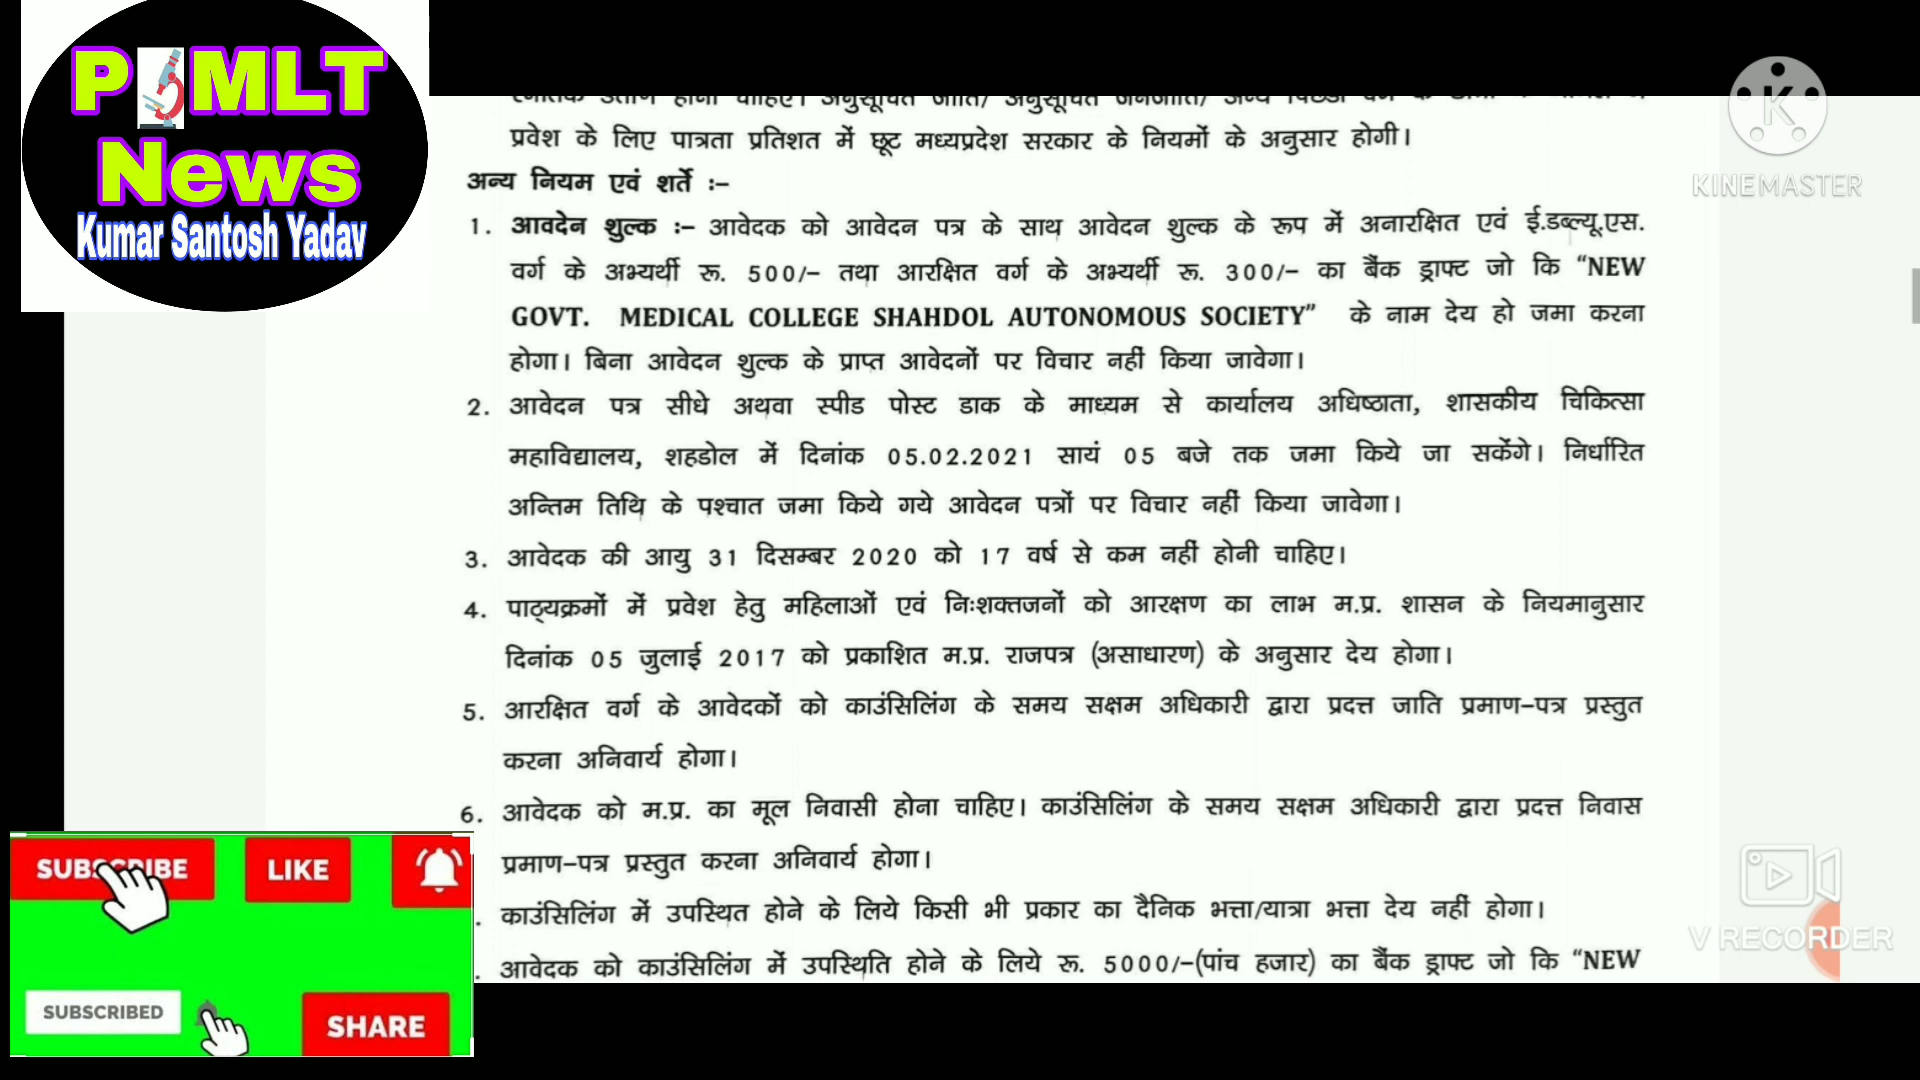 P MLT
News
Kumar Santosh Yadav
K
KINEMASTER
प्रवेश के लिए पात्रता प्रतिशत में छूट मध्यप्रदेश सरकार के नियमों के अनुसार होगी।
अन्य नियम एवं शर्ते :–
1. आवदेन शुल्क :– आवेदक को आवेदन पत्र के साथ आवेदन शुल्क के रूप में अनारक्षित एवं ई.डब्ल्यू.एस.
वर्ग के अभ्यर्थी रू. 500/– तथा आरक्षित वर्ग के अभ्यर्थी रू. 300/– का बैंक ड्राफ्ट जो कि “NEW
GOVT. MEDICAL COLLEGE SHAHDOL AUTONOMOUS SOCIETY” के नाम देय हो जमा करना
होगा। बिना आवेदन शुल्क के प्राप्त आवेदनों पर विचार नहीं किया जावेगा।
2. आवेदन पत्र सीधे अथवा स्पीड पोस्ट डाक के माध्यम से कार्यालय अधिष्ठाता, शासकीय चिकित्सा
महाविद्यालय, शहडोल में दिनांक 05.02.2021 सायं 05 बजे तक जमा किये जा सकेंगे। निर्धारित
अन्तिम तिथि के पश्चात जमा किये गये आवेदन पत्रों पर विचार नहीं किया जावेगा।
3. आवेदक की आयु 31 दिसम्बर 2020 को 17 वर्ष से कम नहीं होनी चाहिए।
4. पाठ्यक्रमों में प्रवेश हेतु महिलाओं एवं निःशक्तजनों को आरक्षण का लाभ म.प्र. शासन के नियमानुसार
दिनांक 05 जुलाई 2017 को प्रकाशित म.प्र. राजपत्र (असाधारण) के अनुसार देय होगा।
5. आरक्षित वर्ग के आवेदकों को काउंसिलिंग के समय सक्षम अधिकारी द्वारा प्रदत्त जाति प्रमाण–पत्र प्रस्तुत
करना अनिवार्य होगा।
6. आवेदक को म.प्र. का मूल निवासी होना चाहिए। काउंसिलिंग के समय सक्षम अधिकारी द्वारा प्रदत्त निवास
प्रमाण–पत्र प्रस्तुत करना अनिवार्य होगा।
. काउंसिलिंग में उपस्थित होने के लिये किसी भी प्रकार का दैनिक भत्ता/यात्रा भत्ता देय नहीं होगा।
. आवेदक को काउंसिलिंग में उपस्थिति होने के लिये रू. 5000/–(पांच हजार) का बैंक ड्राफ्ट जो कि “NEW
SUBSCRIBE
LIKE
SUBSCRIBED
SHARE
V RECORDER